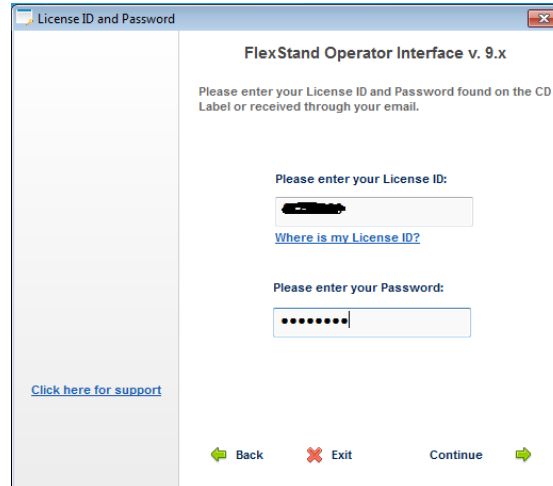 License ID and Password
FlexStand Operator Interface v. 9.x
Please enter your License ID and Password found on the CD
Label or received through your email.
Please enter your License ID:
Where is my License ID?
Please enter your Password:
••••••••
Click here for support
Back Exit Continue